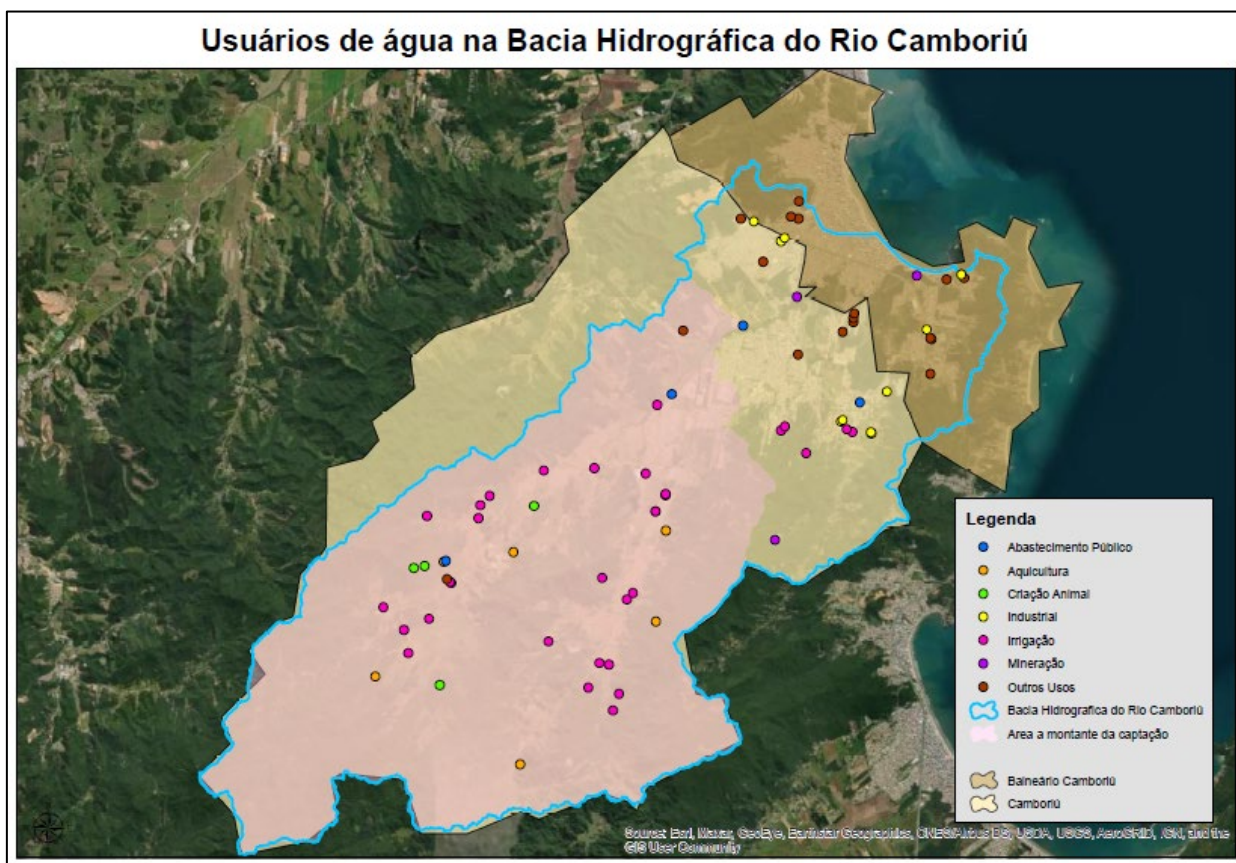 Usuários de água na Bacia Hidrográfica do Rio Camboriú
Legenda
Abastecimento Público
Aquicultura
Criação Animal
Industrial
Irrigação
Mineração
Outros Usos
Bacia Hidrografica do Rio Camboriú
Area a montante da captação
Balneário Camboriú
Camboriú
Source: Esri, Maxar, GeoEye, Earthstar Geographics, CNES/Airbus DS, USDA, USGS, AeroGRID, IGN, and the
GIS User Community